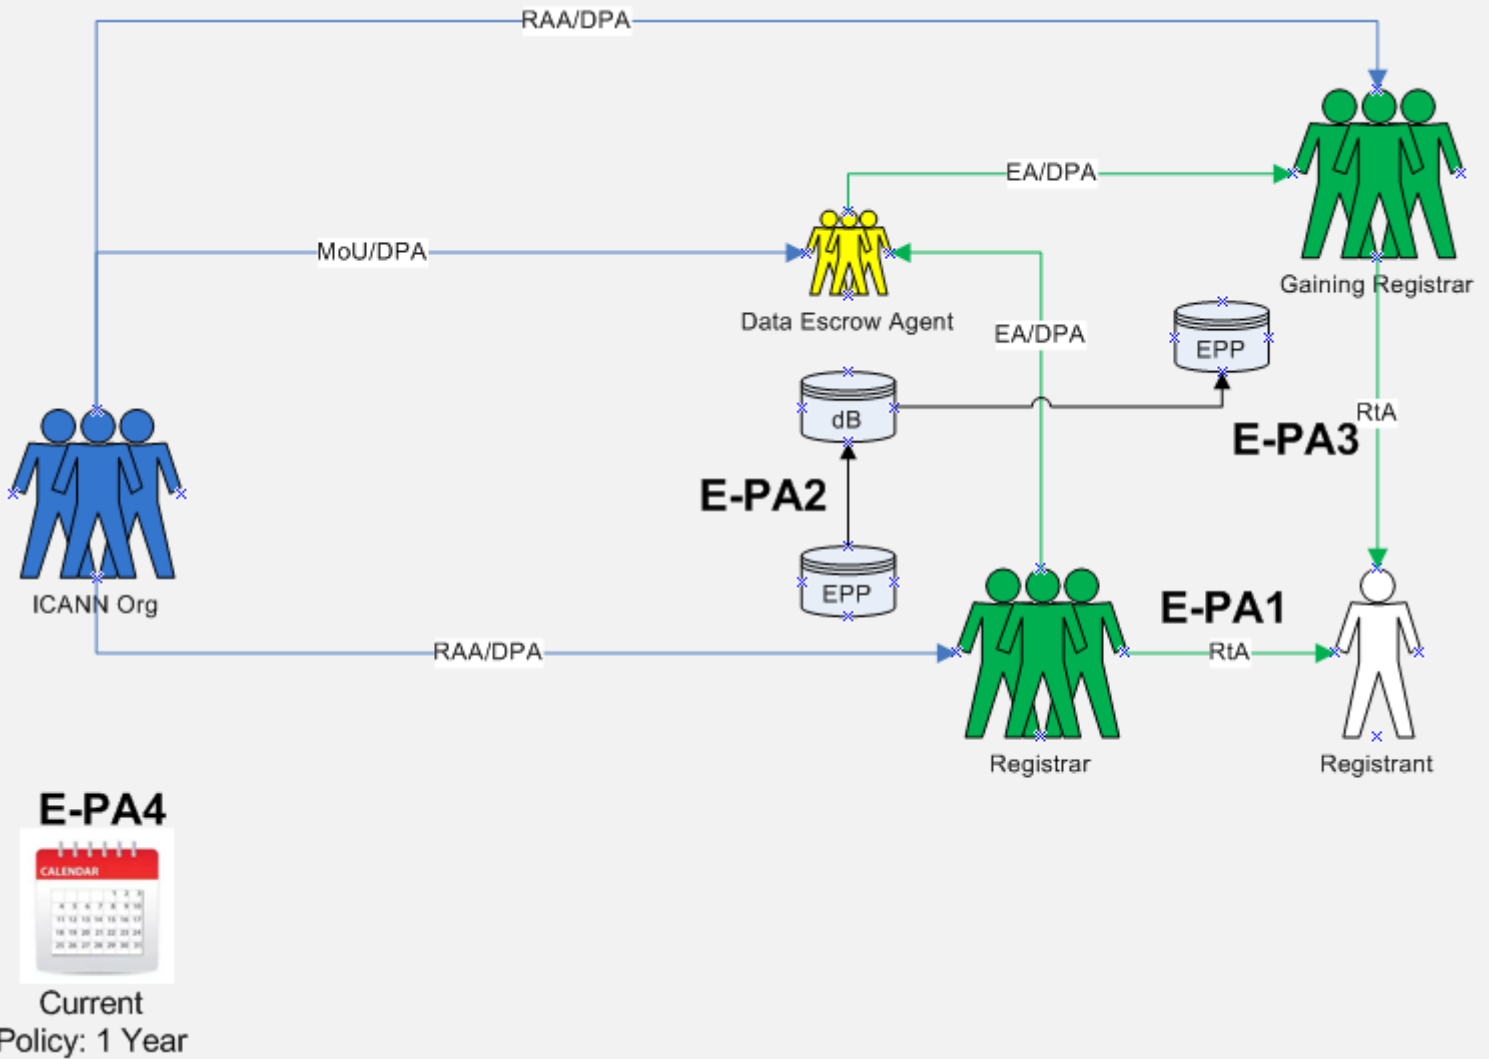 RAA/DPA
EA/DPA
MoU/DPA
Gaining Registrar
Data Escrow Agent
EA/DPA
EPP
dB
RtA
E-PA3
E-PA2
EPP
ICANN Org
E-PA1
RAA/DPA
RtA
Registrar
Registrant
E-PA4
CALENDAR
Current
Policy: 1 Year